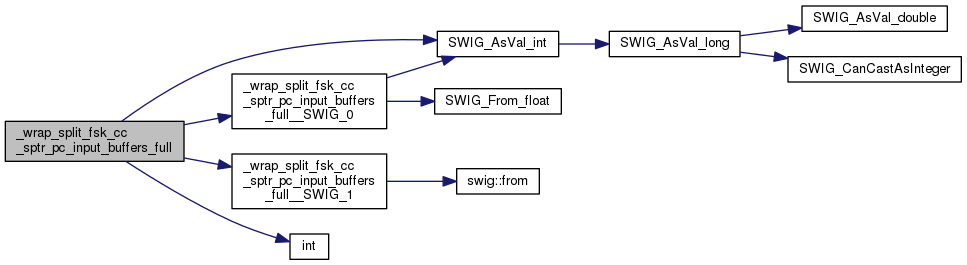 _wrap_split_fsk_cc
_sptr_pc_input_buffers_full
SWIG_AsVal_int
_wrap_split_fsk_cc
_sptr_pc_input_buffers
_full__SWIG_0
SWIG_From_float
_wrap_split_fsk_cc
_sptr_pc_input_buffers
_full__SWIG_1
swig::from
int
SWIG_AsVal_long
SWIG_AsVal_double
SWIG_CanCastAsInteger